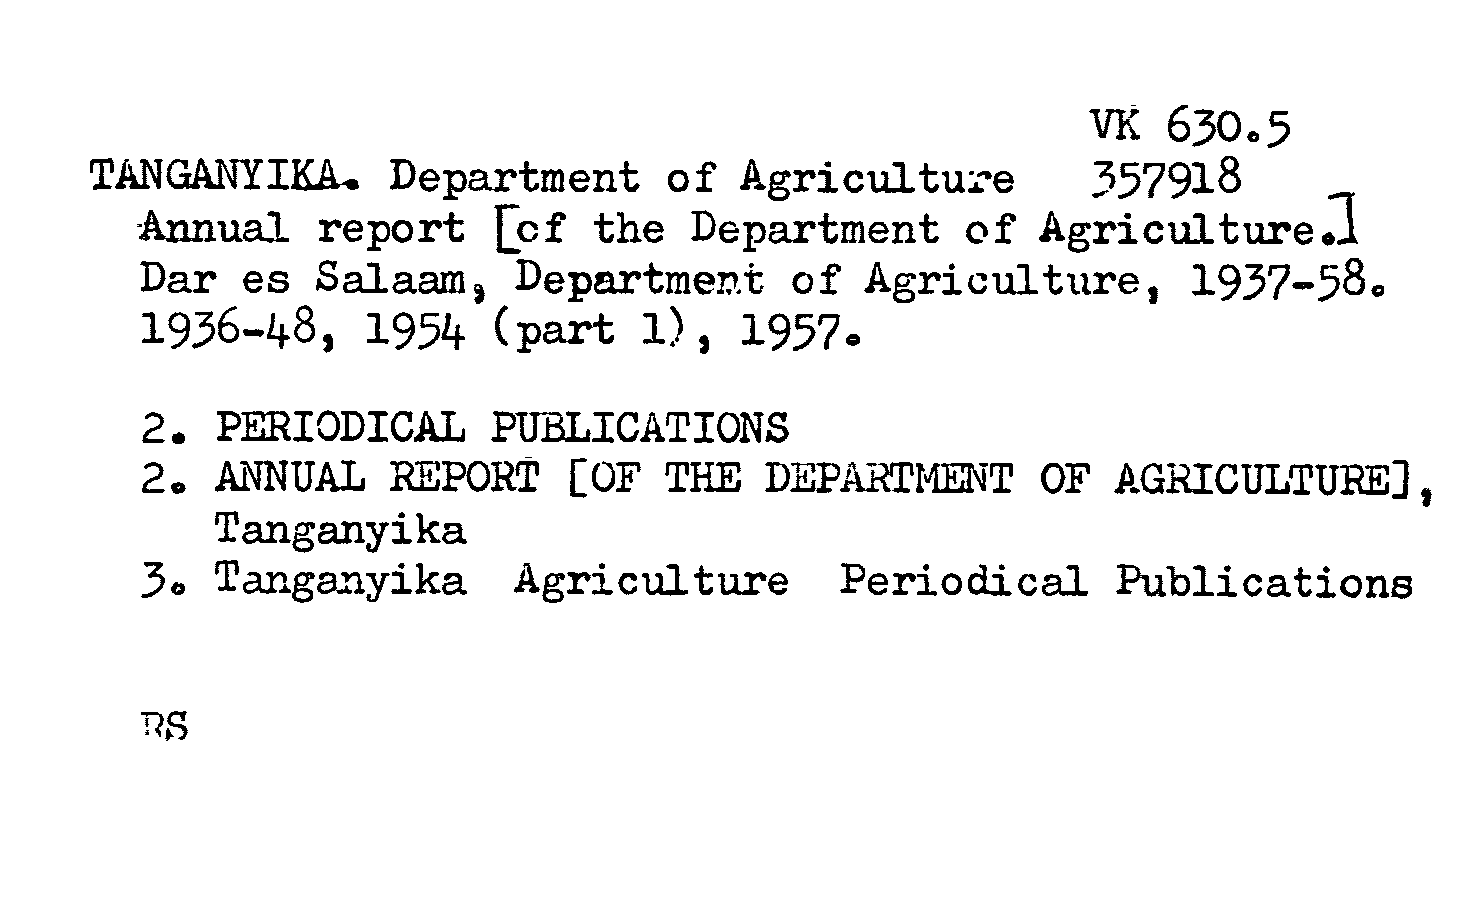 VK 630.5
TANGANYIKA. Department of Agriculture 357918
Annual report [of the Department of Agriculture.]
Dar es Salaam, Department of Agriculture, 1937-58.
1936-48, 1954 (part 1), 1957.
2. PERIODICAL PUBLICATIONS
2. ANNUAL REPORT [OF THE DEPARTMENT OF AGRICULTURE],
Tanganyika
3. Tanganyika Agriculture Periodical Publications
RS